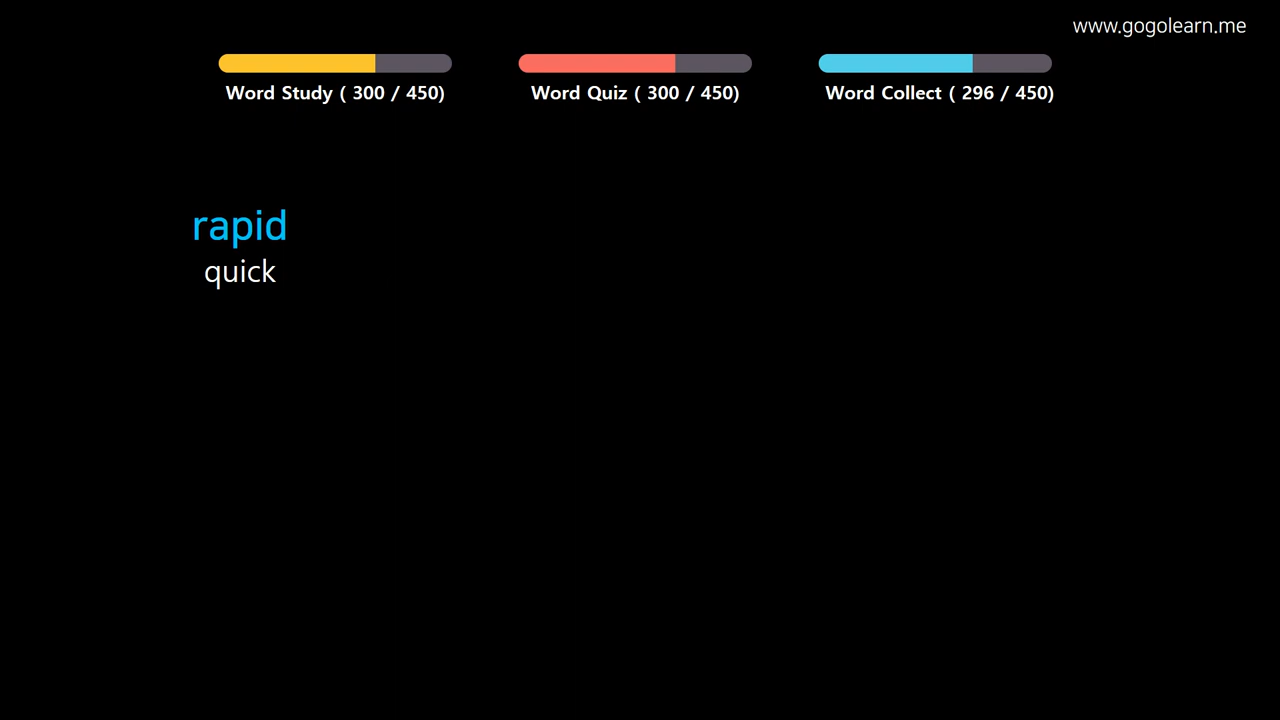 www.gogolearn.me
Word Study ( 300 / 450)
Word Quiz ( 300 / 450)
Word Collect ( 296 / 450)
rapid
quick